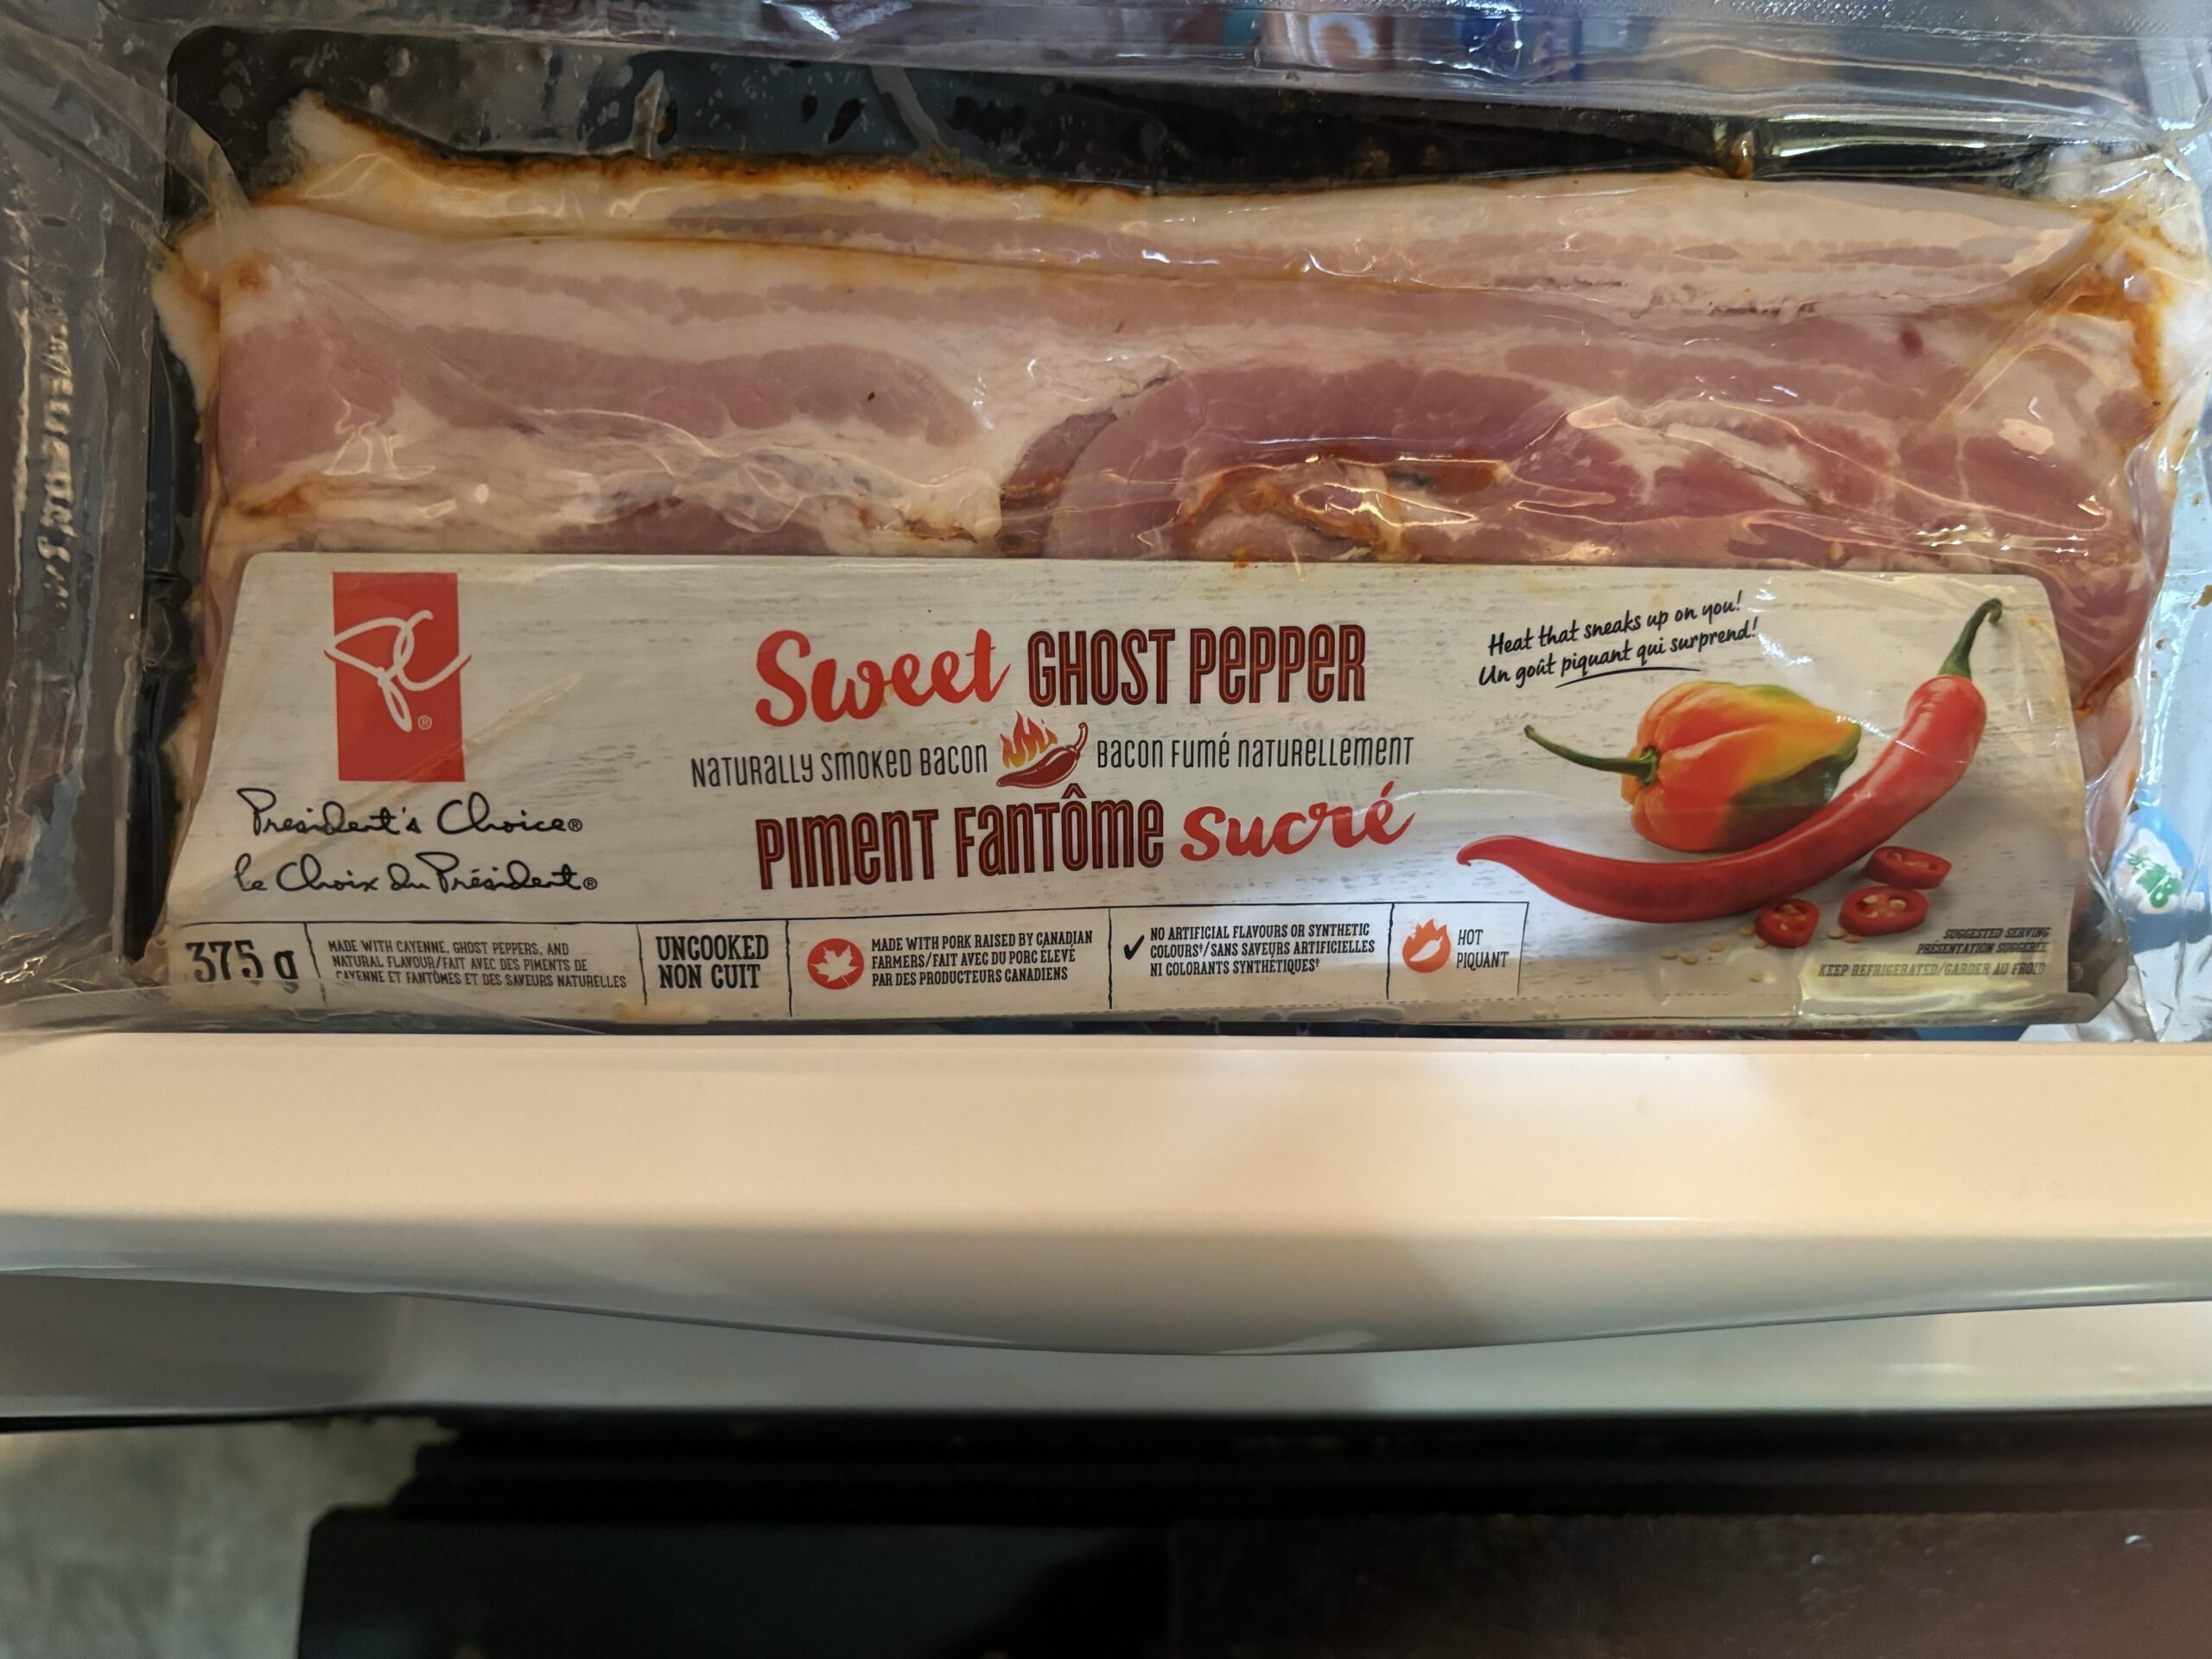 Sweet GHOST PEPPER
NATURALLY SMOKED BACON
BACON FUMÉ NATURELLEMENT
PIMENT FANTÔME sucré
Heat that sneaks up on you!
Un goût piquant qui surprend!
PC®
President's Choice®
le Choix du Président®
375 g
MADE WITH CAYENNE, GHOST PEPPERS, AND
NATURAL FLAVOUR/FAIT AVEC DES PIMENTS DE
CAYENNE ET FANTÔMES ET DES SAVEURS NATURELLES
UNCOOKED
NON CUIT
MADE WITH PORK RAISED BY CANADIAN
FARMERS/FAIT AVEC DU PORC ÉLEVÉ
PAR DES PRODUCTEURS CANADIENS
NO ARTIFICIAL FLAVOURS OR SYNTHETIC
COLOURS‡/SANS SAVEURS ARTIFICIELLES
NI COLORANTS SYNTHÉTIQUES‡
HOT
PIQUANT
SUGGESTED SERVING
PRÉSENTATION SUGGÉRÉE
KEEP REFRIGERATED/GARDER AU FROID